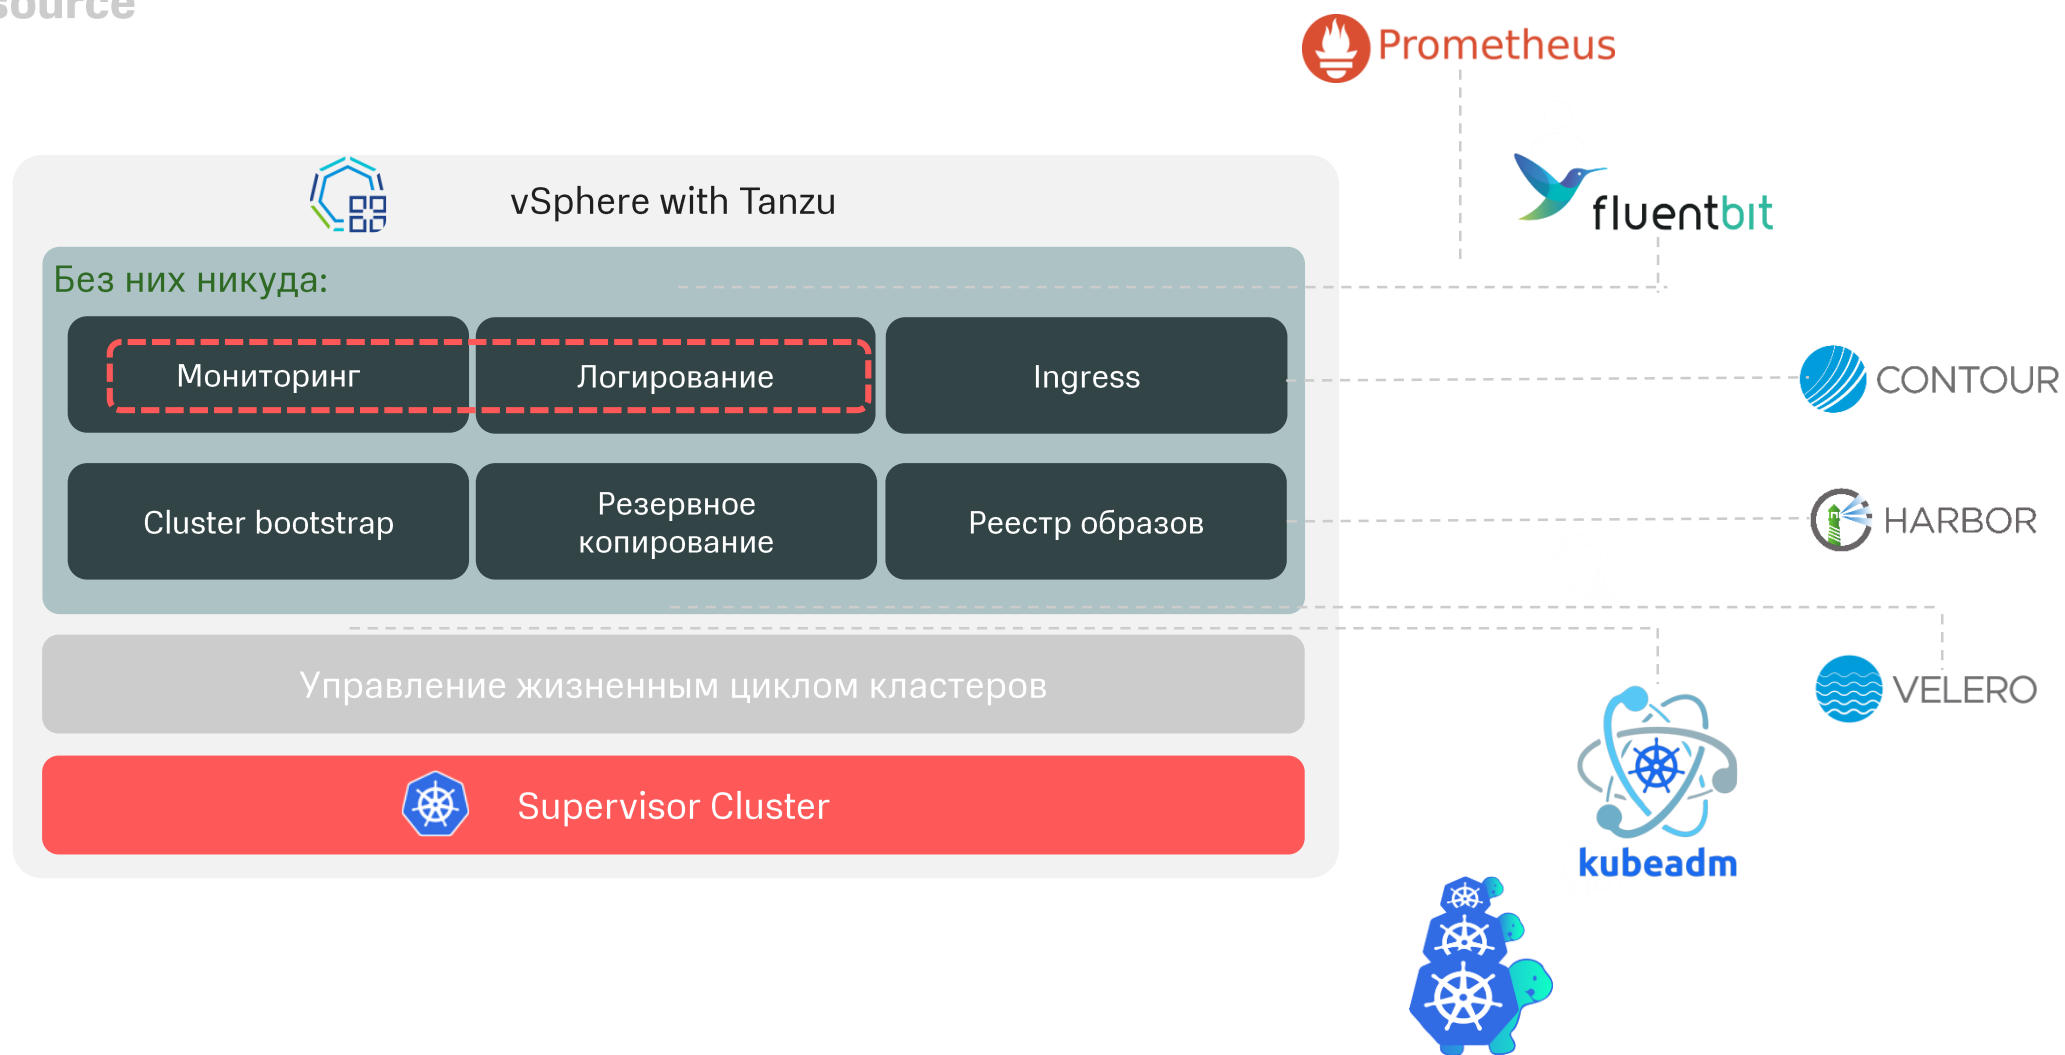 source
Prometheus
fluentbit
vSphere with Tanzu
Без них никуда:
Мониторинг
Логирование
Ingress
CONTOUR
Cluster bootstrap
Резервное
копирование
Реестр образов
HARBOR
Управление жизненным циклом кластеров
VELERO
Supervisor Cluster
kubeadm